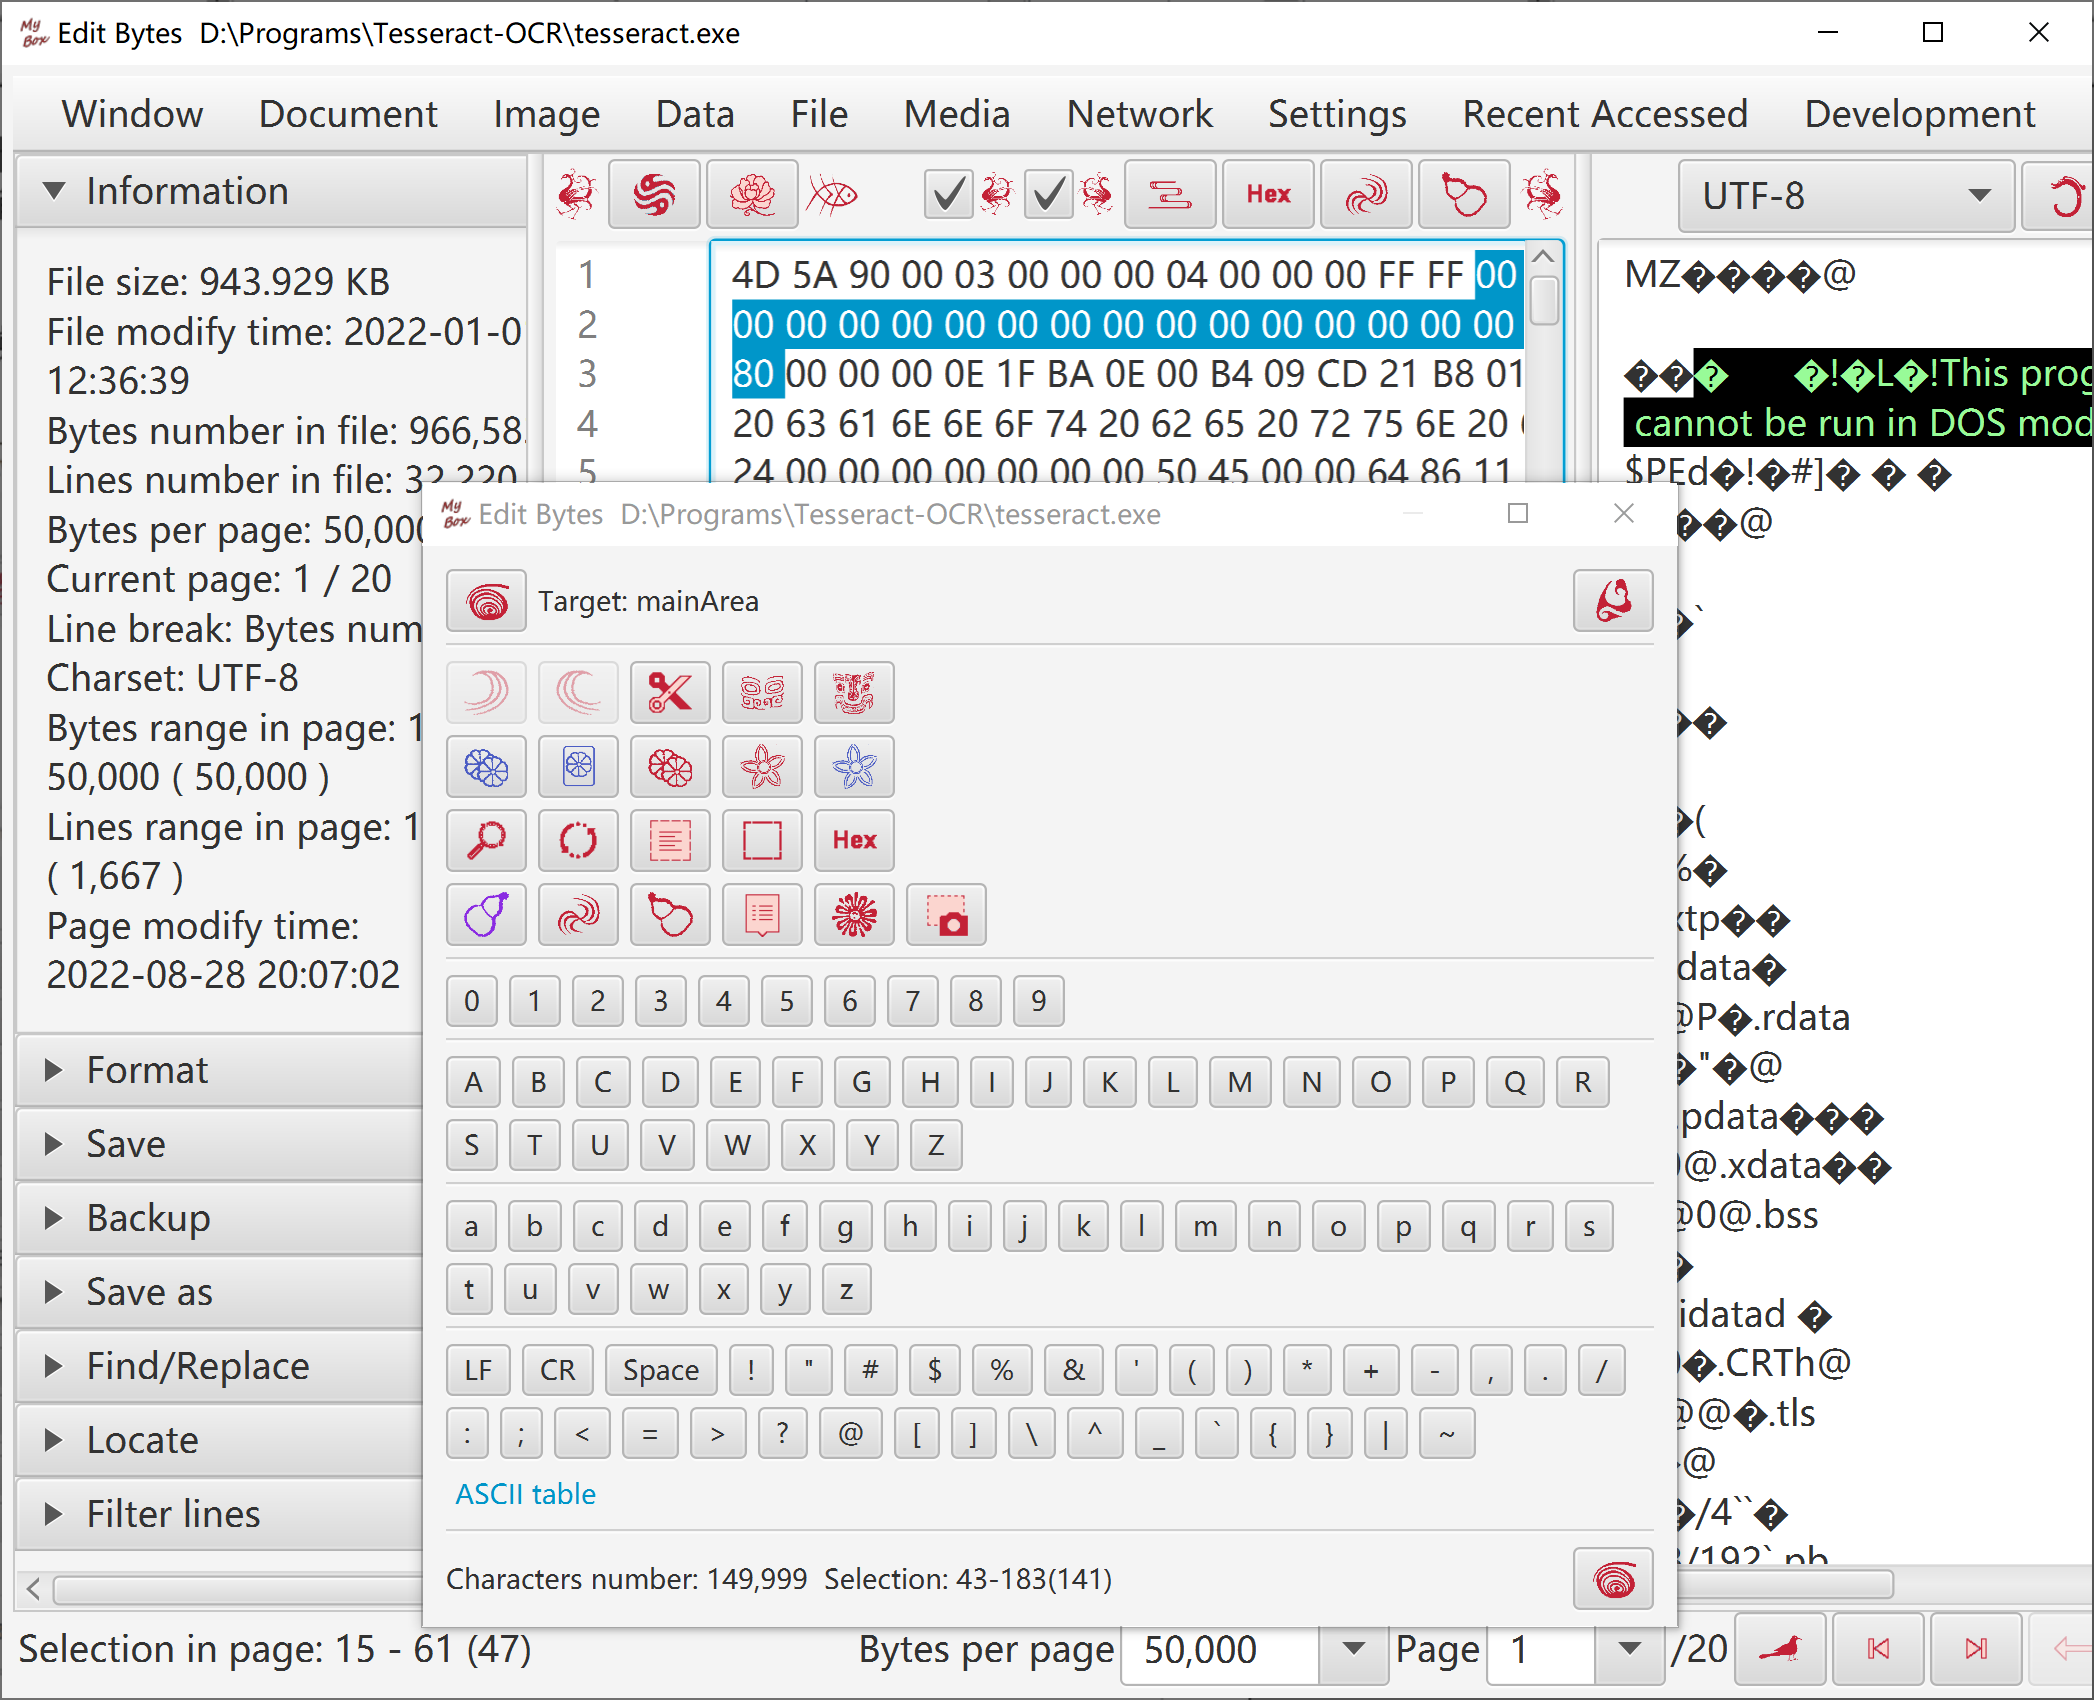 My Box Edit Bytes D:\Programs\Tesseract-OCR\tesseract.exe
Window Document Image Data File Media Network Settings Recent Accessed Development
Information
File size: 943.929 KB
File modify time: 2022-01-0
12:36:39
Bytes number in file: 966,58
Lines number in file: 32,220
Bytes per page: 50,000
Current page: 1 / 20
Line break: Bytes num
Charset: UTF-8
Bytes range in page: 1
50,000 ( 50,000 )
Lines range in page: 1
( 1,667 )
Page modify time:
2022-08-28 20:07:02
Format
Save
Backup
Save as
Find/Replace
Locate
Filter lines
Hex
1 4D 5A 90 00 03 00 00 00 04 00 00 00 FF FF 00
2 00 00 00 00 00 00 00 00 00 00 00 00 00 00 00
3 80 00 00 00 0E 1F BA 0E 00 B4 09 CD 21 B8 01
4 20 63 61 6E 6E 6F 74 20 62 65 20 72 75 6E 20
5 24 00 00 00 00 00 00 00 50 45 00 00 64 86 11
UTF-8
MZ����@
��� �!�L�!This prog
cannot be run in DOS mod
$PEd�!�#]� � �
��@
�`
��
�(
%�
tp��
data�
@P�.rdata
�"�@
.pdata���
@.xdata��
@0@.bss
�
idatad �
�.CRTh@
@@�.tls
@
�/4``�
/192`.pb
My Box Edit Bytes D:\Programs\Tesseract-OCR\tesseract.exe
Target: mainArea
Hex
0 1 2 3 4 5 6 7 8 9
A B C D E F G H I J K L M N O P Q R
S T U V W X Y Z
a b c d e f g h i j k l m n o p q r s
t u v w x y z
LF CR Space ! " # $ % & ' ( ) * + - , . /
: ; < = > ? @ [ ] \ ^ _ ` { } | ~
ASCII table
Characters number: 149,999 Selection: 43-183(141)
Selection in page: 15 - 61 (47)
Bytes per page 50,000 Page 1 /20